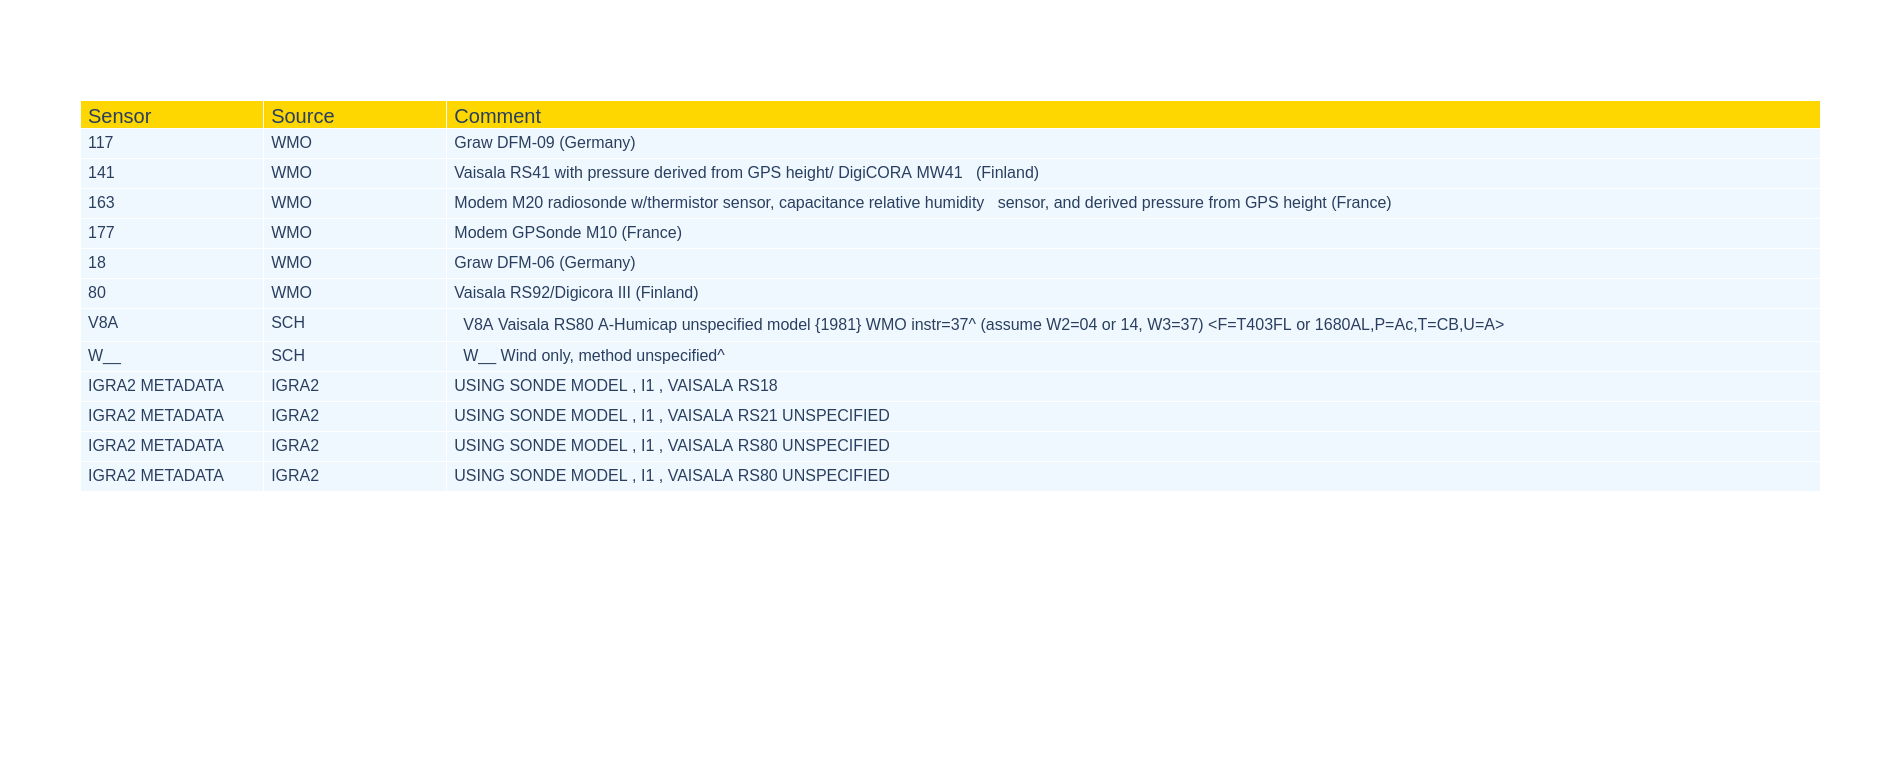 Sensor Source Comment
117 WMO Graw DFM-09 (Germany)
141 WMO Vaisala RS41 with pressure derived from GPS height/ DigiCORA MW41   (Finland)
163 WMO Modem M20 radiosonde w/thermistor sensor, capacitance relative humidity   sensor, and derived pressure from GPS height (France)
177 WMO Modem GPSonde M10 (France)
18 WMO Graw DFM-06 (Germany)
80 WMO Vaisala RS92/Digicora III (Finland)
V8A SCH V8A Vaisala RS80 A-Humicap unspecified model {1981} WMO instr=37^ (assume W2=04 or 14, W3=37) <F=T403FL or 1680AL,P=Ac,T=CB,U=A>
W__ SCH W__ Wind only, method unspecified^
IGRA2 METADATA IGRA2 USING SONDE MODEL , I1 , VAISALA RS18
IGRA2 METADATA IGRA2 USING SONDE MODEL , I1 , VAISALA RS21 UNSPECIFIED
IGRA2 METADATA IGRA2 USING SONDE MODEL , I1 , VAISALA RS80 UNSPECIFIED
IGRA2 METADATA IGRA2 USING SONDE MODEL , I1 , VAISALA RS80 UNSPECIFIED